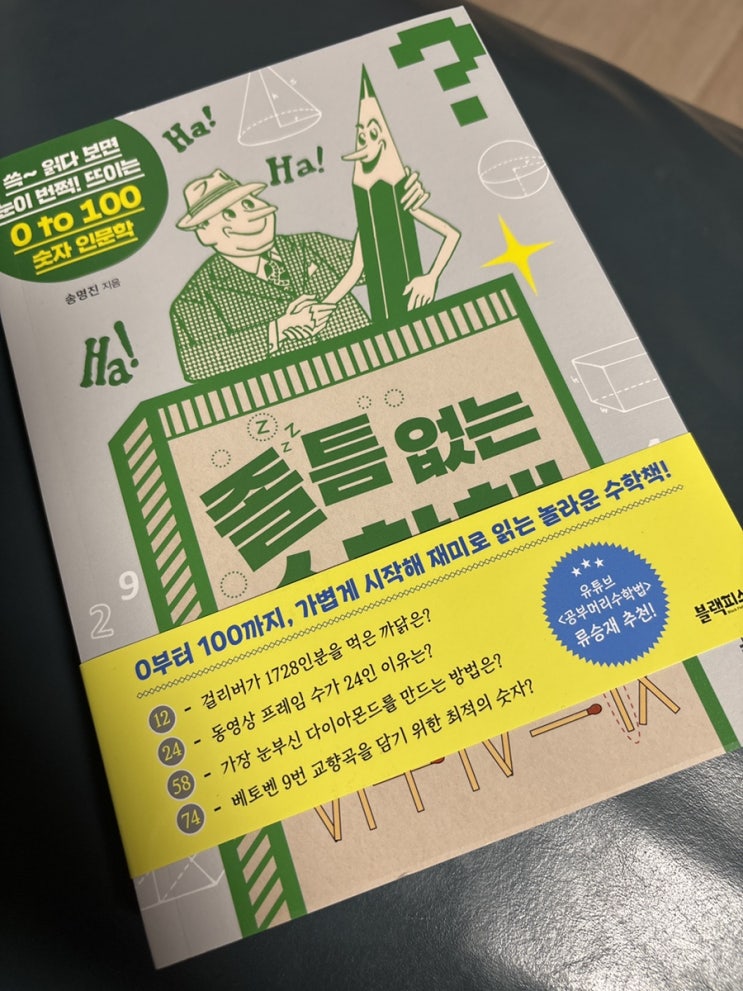 쓱~ 읽다 보면
눈이 번쩍! 뜨이는
0 to 100
숫자 인문학
송명진 지음
Ha!
Ha!
Ha!
?
z
z
z
졸음 없는
9
2
0부터 100까지, 가볍게 시작해 재미로 읽는 놀라운 수학책!
12 - 걸리버가 1728인분을 먹은 까닭은?
24 - 동영상 프레임 수가 24인 이유는?
58 - 가장 눈부신 다이아몬드를 만드는 방법은?
74 - 베토벤 9번 교향곡을 담기 위한 최적의 숫자?
유튜브
<공부머리수학법>
류승재 추천!